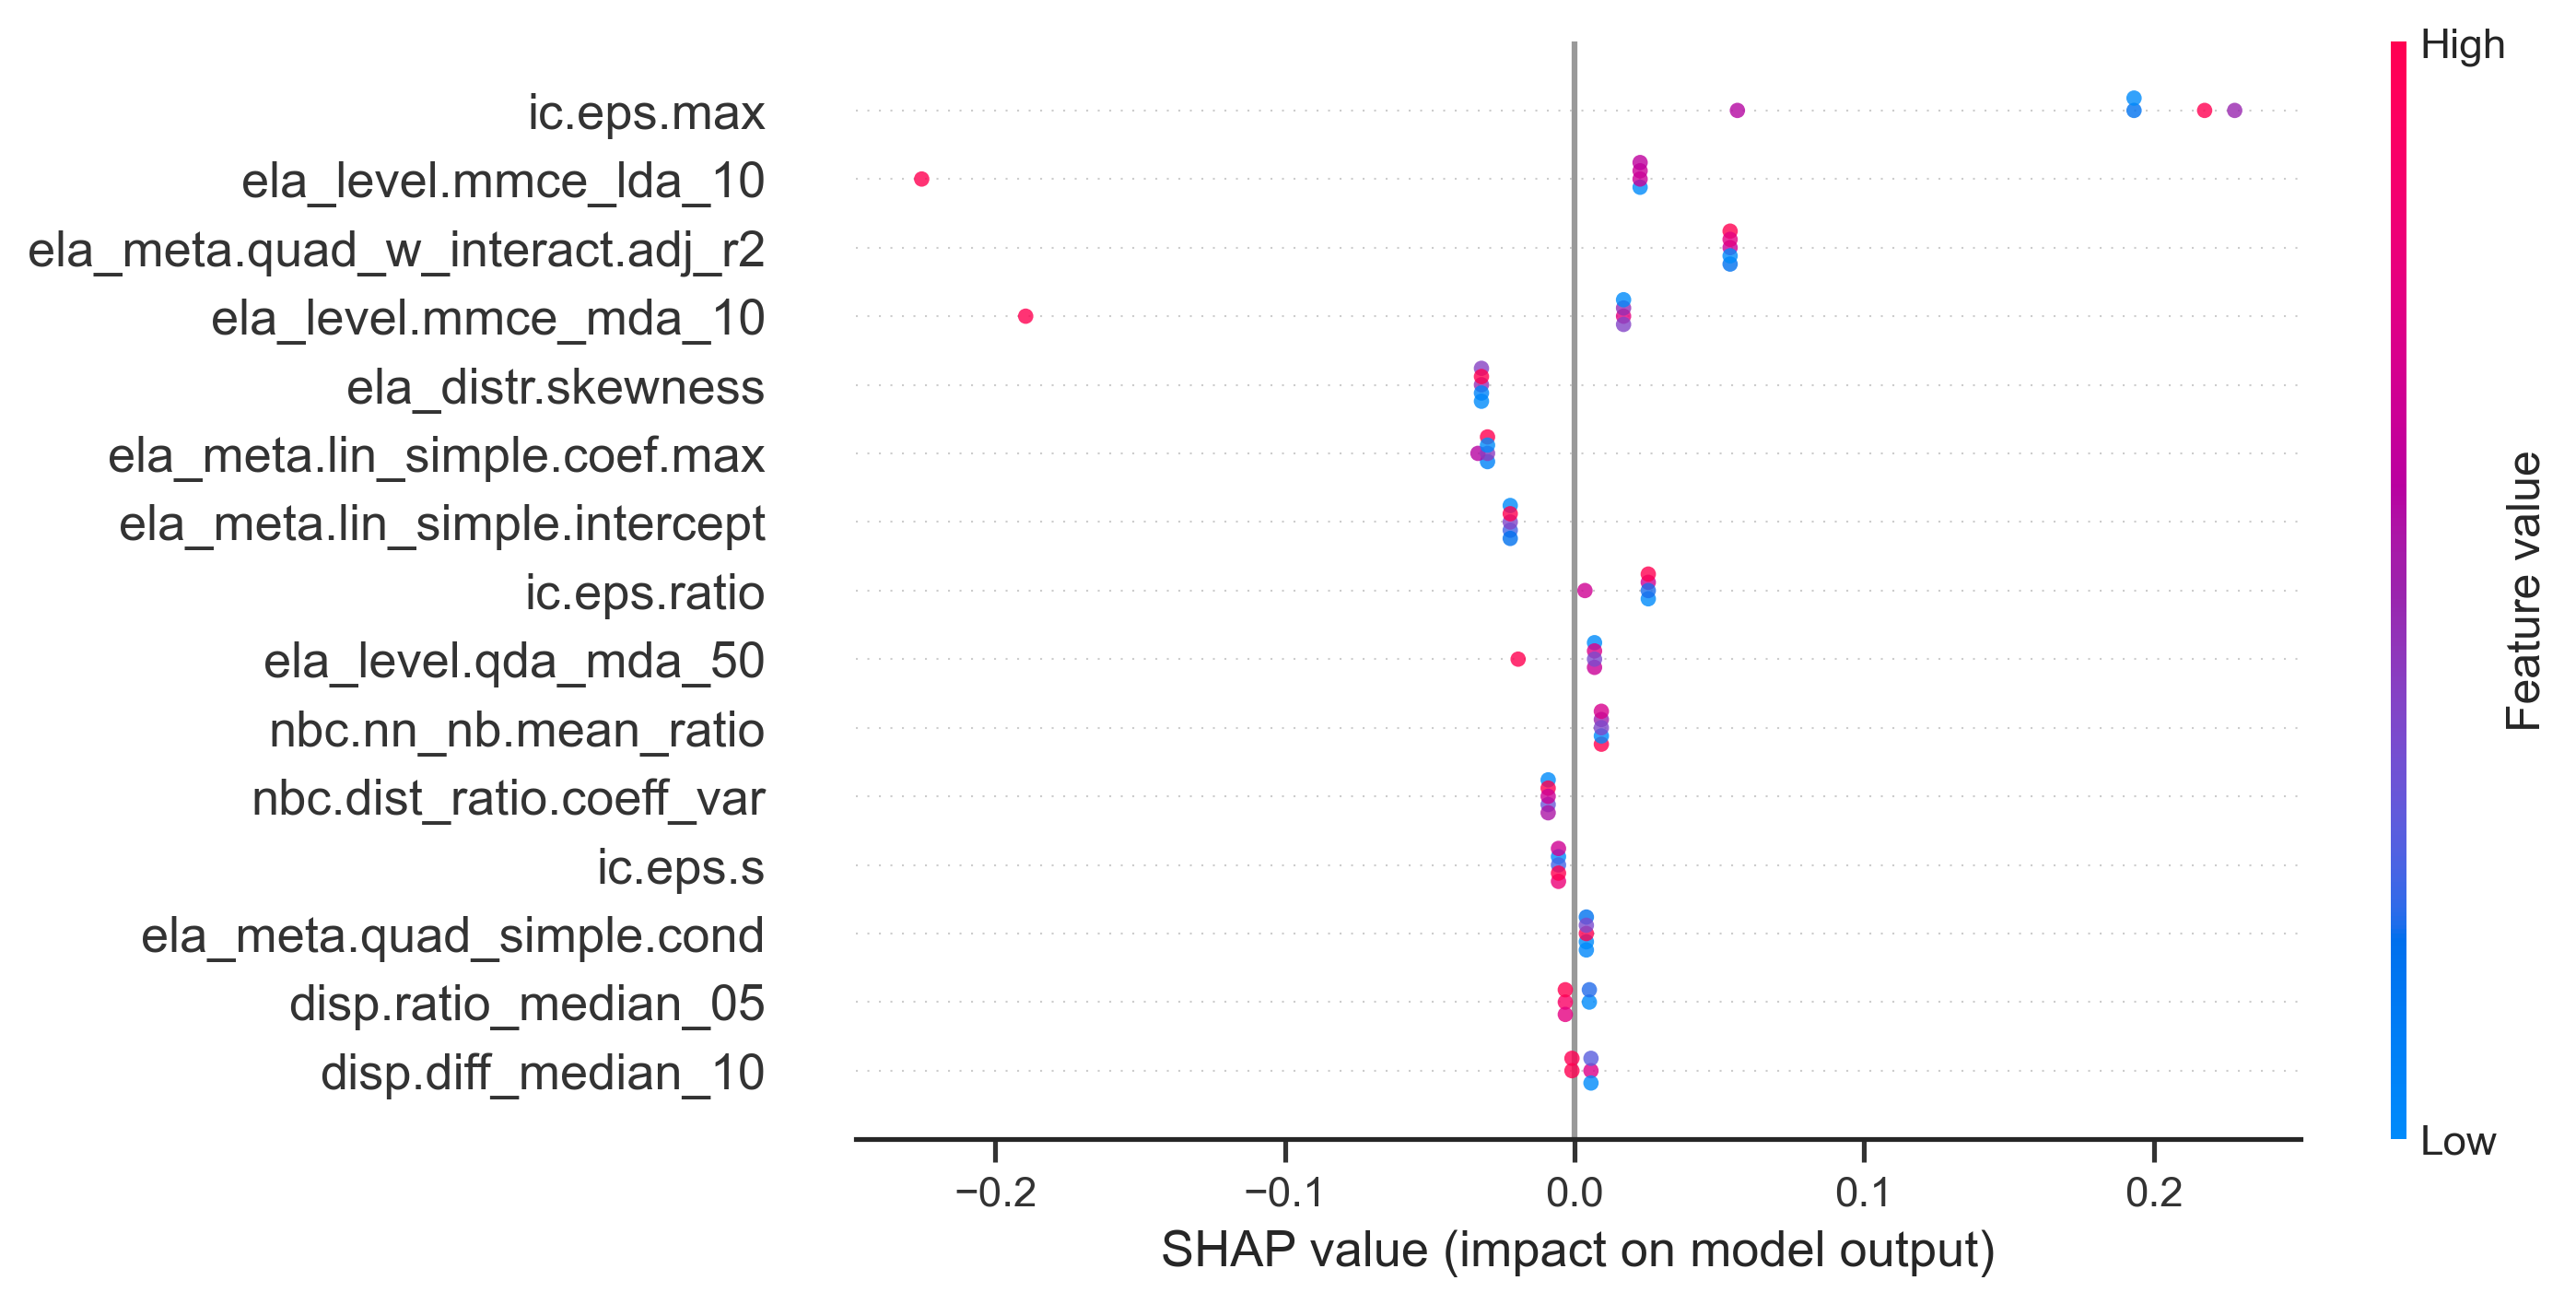 High
ic.eps.max
ela_level.mmce_lda_10
ela_meta.quad_w_interact.adj_r2
ela_level.mmce_mda_10
ela_distr.skewness
ela_meta.lin_simple.coef.max
ela_meta.lin_simple.intercept
ic.eps.ratio
ela_level.qda_mda_50
nbc.nn_nb.mean_ratio
nbc.dist_ratio.coeff_var
ic.eps.s
ela_meta.quad_simple.cond
disp.ratio_median_05
disp.diff_median_10
Feature value
Low
−0.2 −0.1 0.0 0.1 0.2
SHAP value (impact on model output)